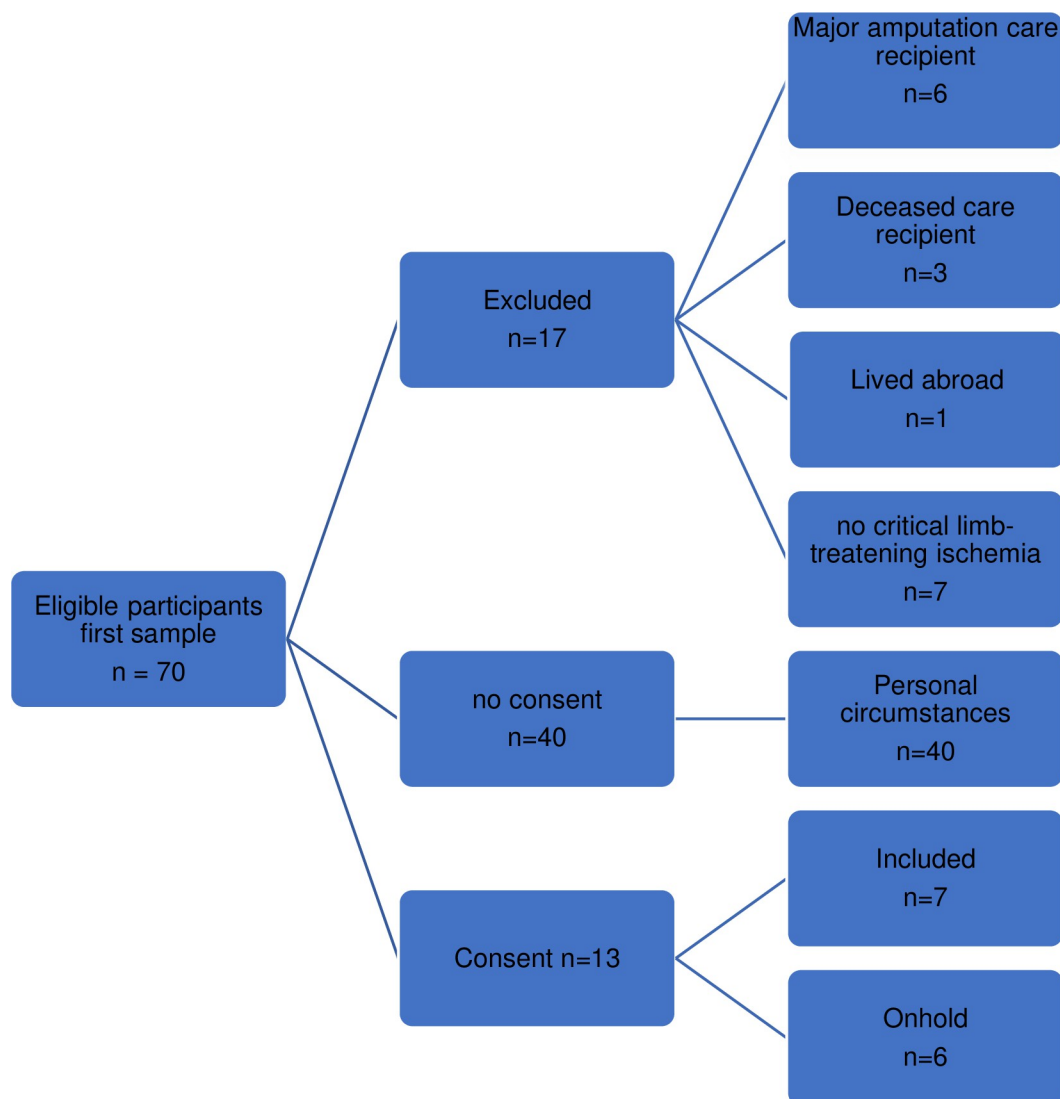 Major amputation care
recipient
n=6
Deceased care
recipient
n=3
Excluded
n=17
Lived abroad
n=1
no critical limb-
treatening ischemia
n=7
Eligible participants
first sample
n = 70
no consent
n=40
Personal
circumstances
n=40
Included
n=7
Consent n=13
Onhold
n=6